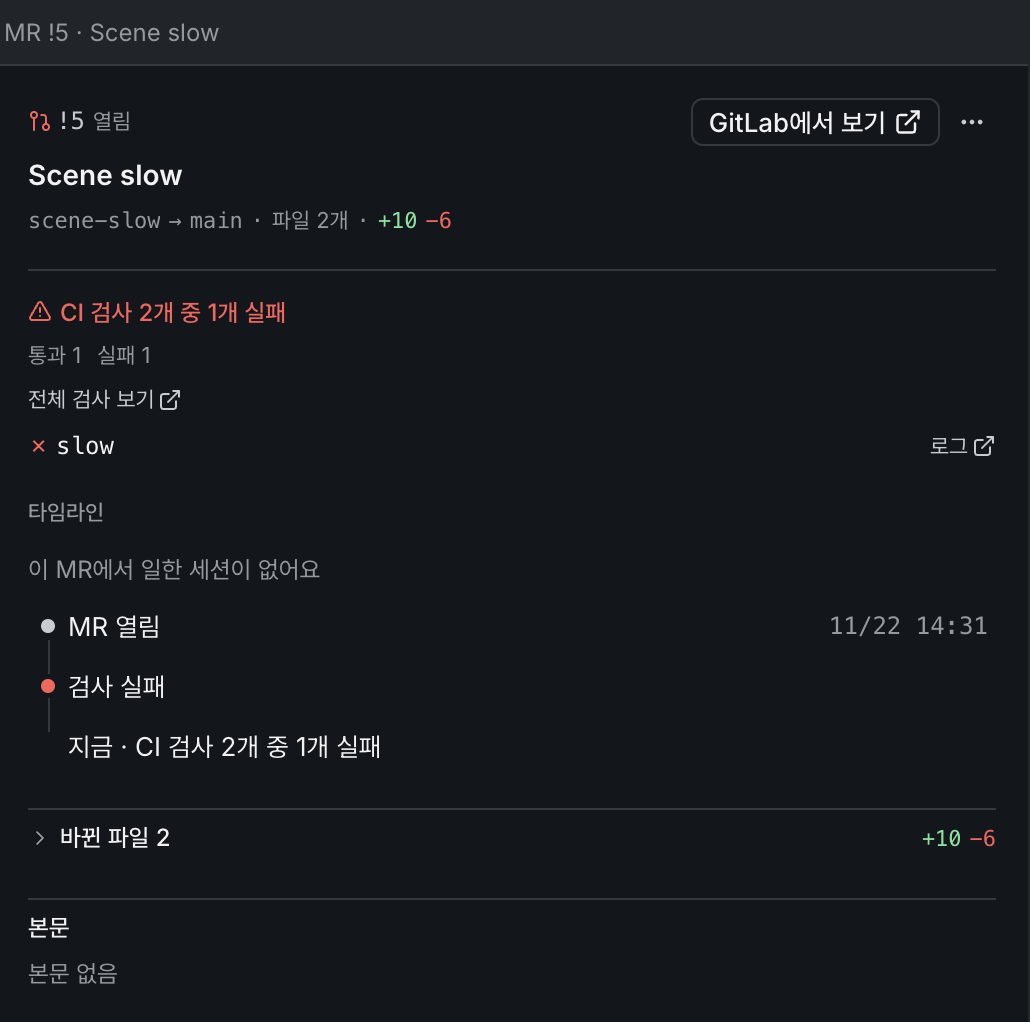 MR !5 · Scene slow
!5 열림
GitLab에서 보기
Scene slow
scene-slow → main · 파일 2개 · +10 −6
CI 검사 2개 중 1개 실패
통과 1 실패 1
전체 검사 보기
× slow
로그
타임라인
이 MR에서 일한 세션이 없어요
MR 열림
11/22 14:31
검사 실패
지금 · CI 검사 2개 중 1개 실패
바뀐 파일 2
+10 −6
본문
본문 없음